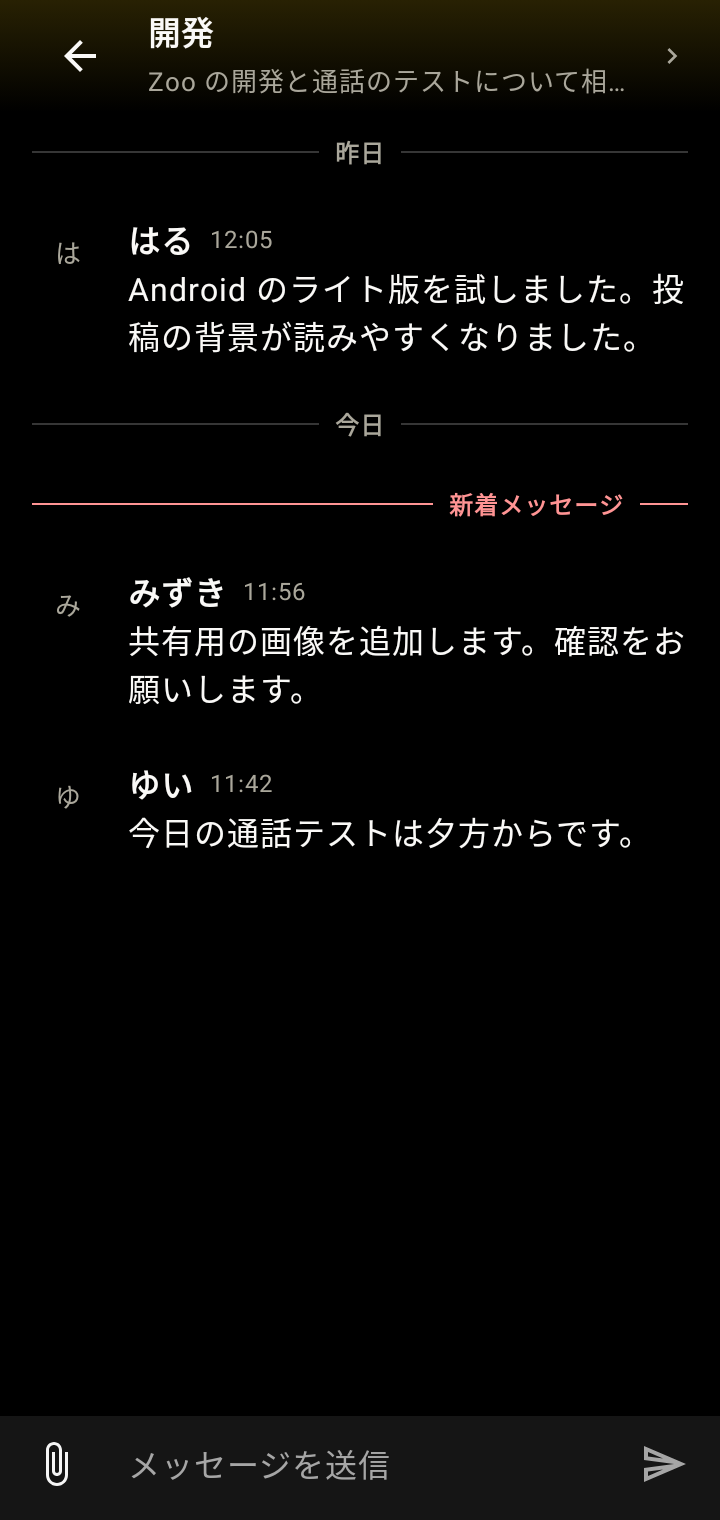 開発
Zoo の開発と通話のテストについて相…
昨日
は
はる 12:05
Android のライト版を試しました。投
稿の背景が読みやすくなりました。
今日
新着メッセージ
み
みずき 11:56
共有用の画像を追加します。確認をお
願いします。
ゆ
ゆい 11:42
今日の通話テストは夕方からです。
メッセージを送信